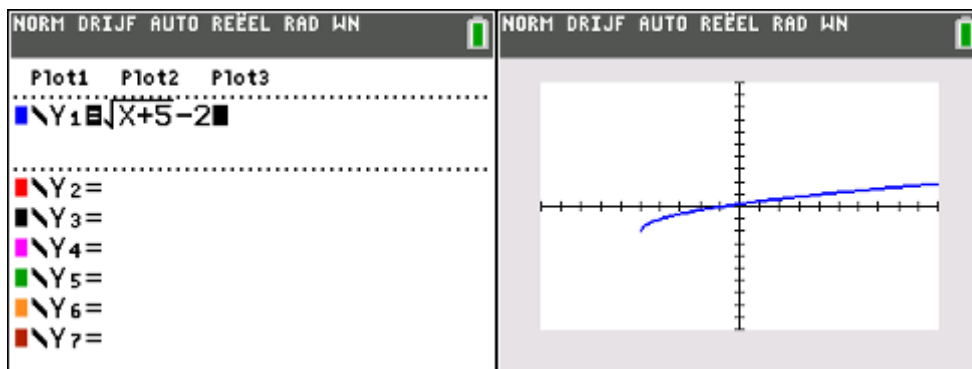 NORM DRIJF AUTO REËEL RAD WN
Plot1 Plot2 Plot3
\Y1=√X+5-2
\Y2=
\Y3=
\Y4=
\Y5=
\Y6=
\Y7=
NORM DRIJF AUTO REËEL RAD WN